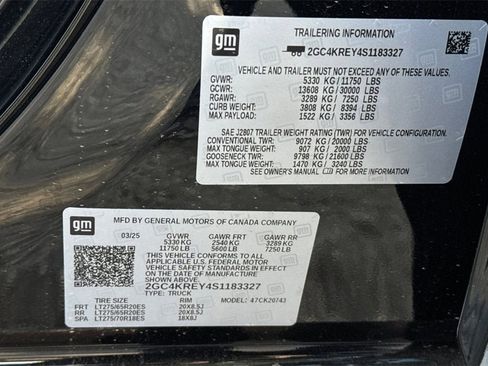 gm
TRAILERING INFORMATION
2GC4KREY4S1183327
VEHICLE AND TRAILER MUST NOT EXCEED ANY OF THESE VALUES.
GVWR: 5330 KG/11750 LBS
GCWR: 13608 KG/30000 LBS
RGAWR: 3289 KG/ 7250 LBS
CURB WEIGHT: 3808 KG/ 8394 LBS
MAX PAYLOAD: 1522 KG/ 3356 LBS
SAE J2807 TRAILER WEIGHT RATING (TWR) FOR VEHICLE CONFIGURATION.
CONVENTIONAL TWR: 9072 KG/20000 LBS
MAX TONGUE WEIGHT: 907 KG/ 2000 LBS
GOOSENECK TWR: 9798 KG/21600 LBS
MAX TONGUE WEIGHT: 1470 KG/ 3240 LBS
SEE OWNER'S MANUAL FOR MORE INFORMATION
gm
MFD BY GENERAL MOTORS OF CANADA COMPANY
03/25 GVWR GAWR FRT GAWR RR
5330 KG 2540 KG 3289 KG
11750 LB 5600 LB 7250 LB
THIS VEHICLE CONFORMS TO ALL
APPLICABLE U.S. FEDERAL MOTOR
VEHICLE SAFETY STANDARDS IN
EFFECT ON THE DATE OF
MANUFACTURE SHOWN ABOVE.
2GC4KREY4S1183327
TYPE: TRUCK MODEL: 47CK20743
TIRE SIZE RIM
FRT LT275/65R20ES 20X8.5J
RR LT275/65R20ES 20X8.5J
SPA LT275/70R18ES 18X8J